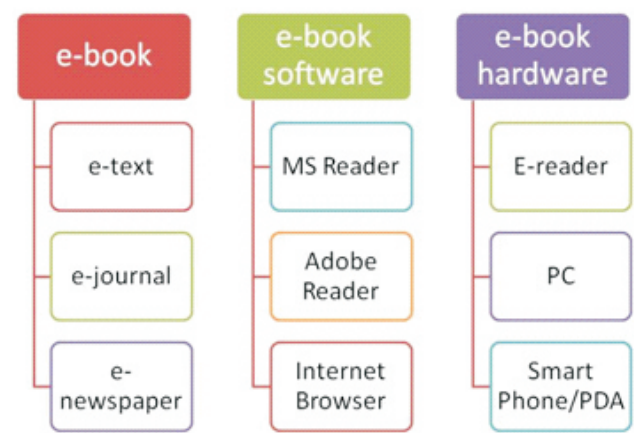 e-book
e-text
e-journal
e-
newspaper
e-book
software
MS Reader
Adobe
Reader
Internet
Browser
e-book
hardware
E-reader
PC
Smart
Phone/PDA